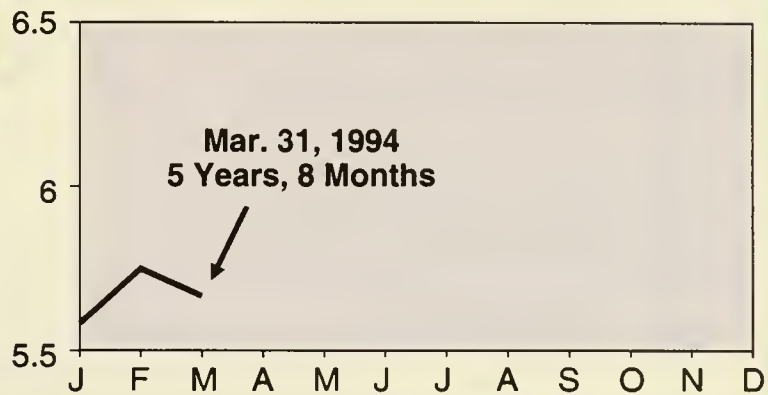 6.5
Mar. 31, 1994
5 Years, 8 Months
6
5.5
J F M A M J J A S O N D